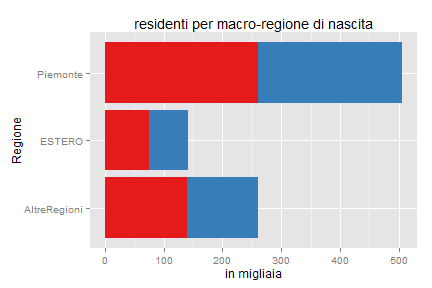 residenti per macro-regione di nascita
Regione
Piemonte
ESTERO
AltreRegioni
0 100 200 300 400 500
in migliaia